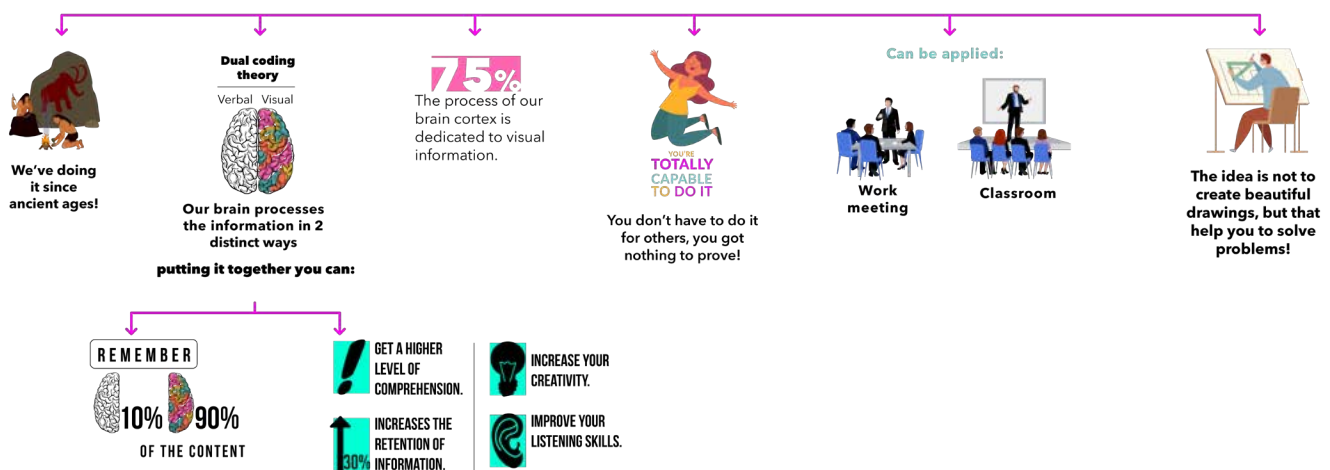 We've doing
it since
ancient ages!
Dual coding
theory
Verbal Visual
Our brain processes
the information in 2
distinct ways
putting it together you can:
REMEMBER
10% 90%
OF THE CONTENT
GET A HIGHER
LEVEL OF
COMPREHENSION.
30%
INCREASES THE
RETENTION OF
INFORMATION.
INCREASE YOUR
CREATIVITY.
IMPROVE YOUR
LISTENING SKILLS.
75%
The process of our
brain cortex is
dedicated to visual
information.
YOU'RE
TOTALLY
CAPABLE
TO DO IT
You don't have to do it
for others, you got
nothing to prove!
Can be applied:
Work
meeting
Classroom
The idea is not to
create beautiful
drawings, but that
help you to solve
problems!